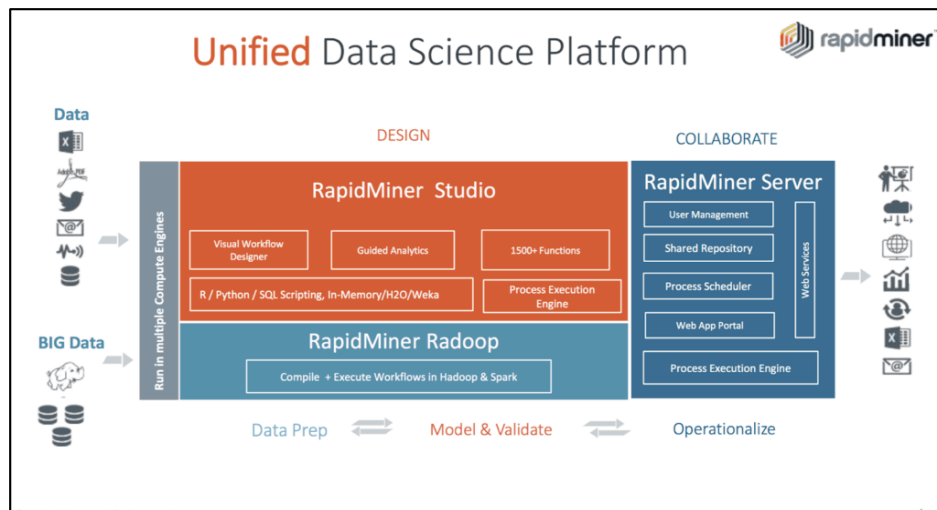 Unified Data Science Platform
rapidminer
Data
DESIGN
COLLABORATE
Run in multiple Compute Engines
RapidMiner Studio
Visual Workflow
Designer
Guided Analytics
1500+ Functions
R / Python / SQL Scripting, In-Memory/H2O/Weka
Process Execution
Engine
RapidMiner Radoop
Compile + Execute Workflows in Hadoop & Spark
RapidMiner Server
User Management
Shared Repository
Process Scheduler
Web App Portal
Web Services
Process Execution Engine
BIG Data
Data Prep
Model & Validate
Operationalize